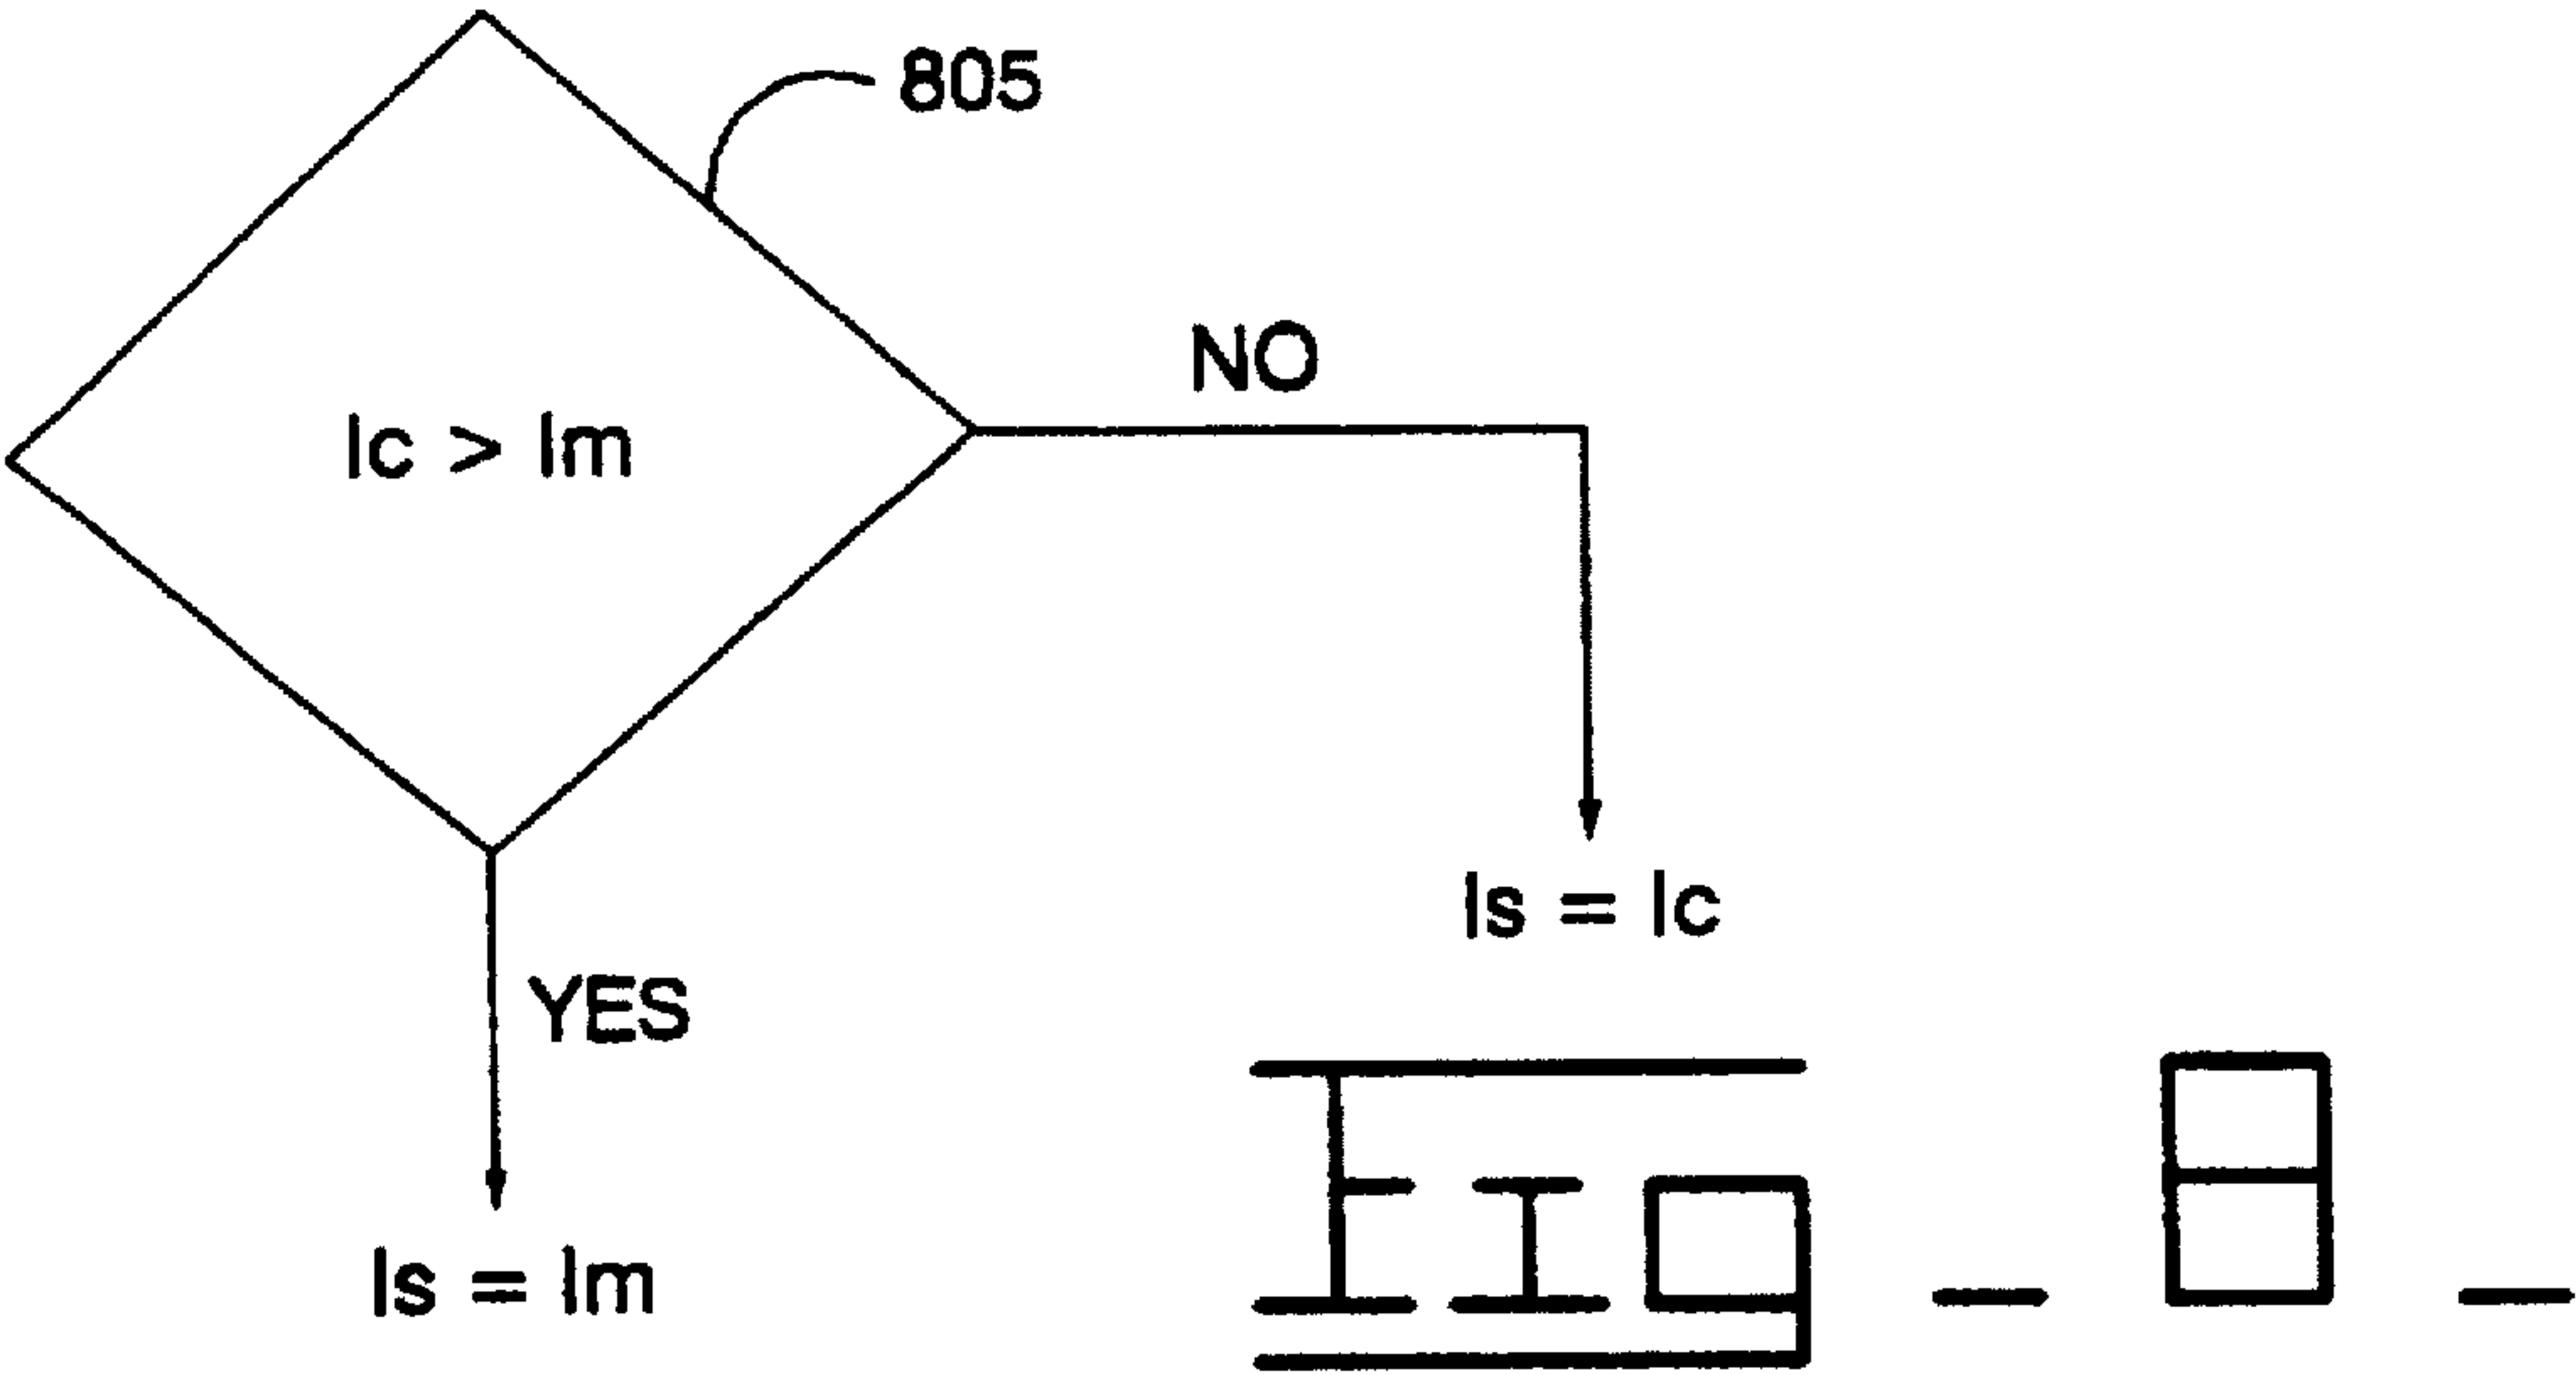 805
NO
Ic > Im
Is = Ic
YES
Is = Im
Fig_8_